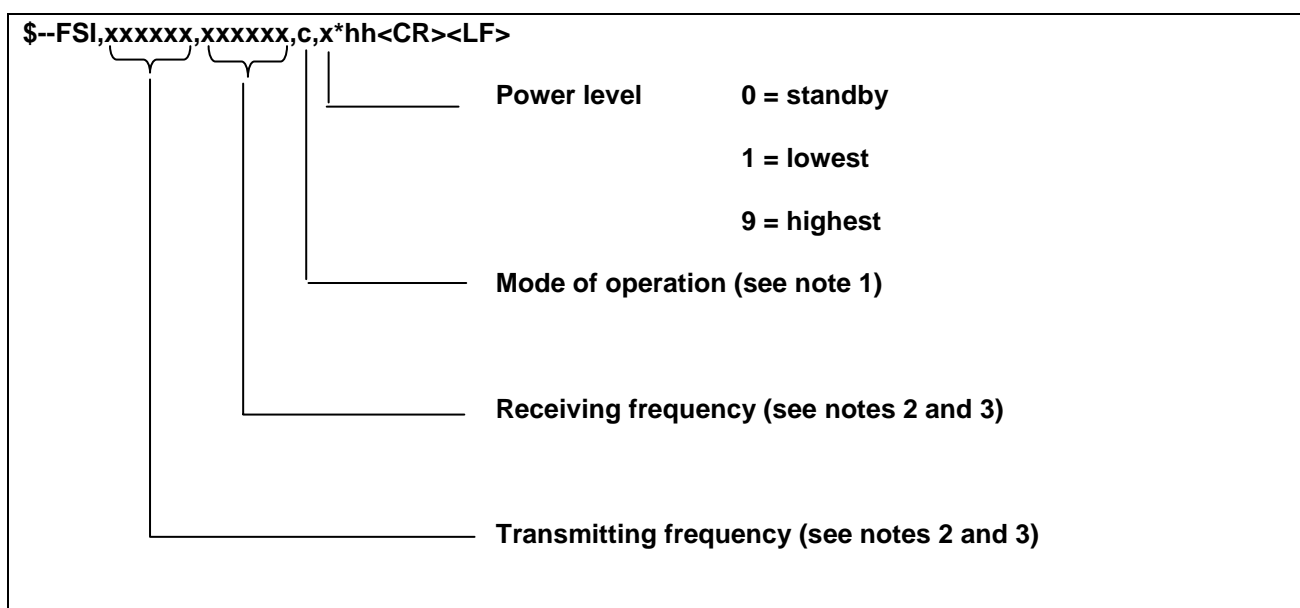 $--FSI,xxxxxx,xxxxxx,c,x*hh<CR><LF>
Power level 0 = standby
1 = lowest
9 = highest
Mode of operation (see note 1)
Receiving frequency (see notes 2 and 3)
Transmitting frequency (see notes 2 and 3)